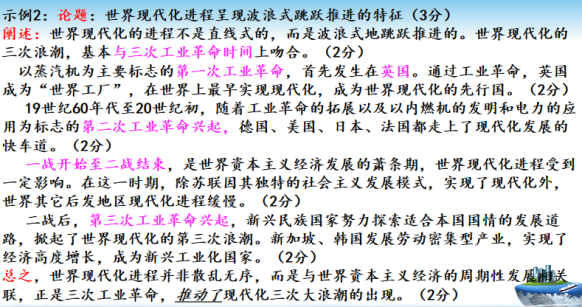 示例2：论题：世界现代化进程呈现波浪式跳跃推进的特征（3分）
阐述：世界现代化的进程不是直线式的，而是波浪式地跳跃推进的。世界现代化的
三次浪潮，基本与三次工业革命时间上吻合。（2分）
以蒸汽机为主要标志的第一次工业革命，首先发生在英国。通过工业革命，英国
成为“世界工厂”，在世界上最早实现现代化，成为世界现代化的先行国。（2分）
19世纪60年代至20世纪初，随着工业革命的拓展以及以内燃机的发明和电力的应
用为标志的第二次工业革命兴起，德国、美国、日本、法国都走上了现代化发展的
快车道。（2分）
一战开始至二战结束，是世界资本主义经济发展的萧条期，世界现代化进程受到
一定影响。在这一时期，除苏联因其独特的社会主义发展模式，实现了现代化外，
世界其它后发地区现代化进程缓慢。（2分）
二战后，第三次工业革命兴起，新兴民族国家努力探索适合本国国情的发展道
路，掀起了世界现代化的第三次浪潮。新加坡、韩国发展劳动密集型产业，实现了
经济高度增长，成为新兴工业化国家。（2分）
总之，世界现代化进程并非散乱无序，而是与世界资本主义经济的周期性发展相关
联，正是三次工业革命，推动了现代化三次大浪潮的出现。（2分）